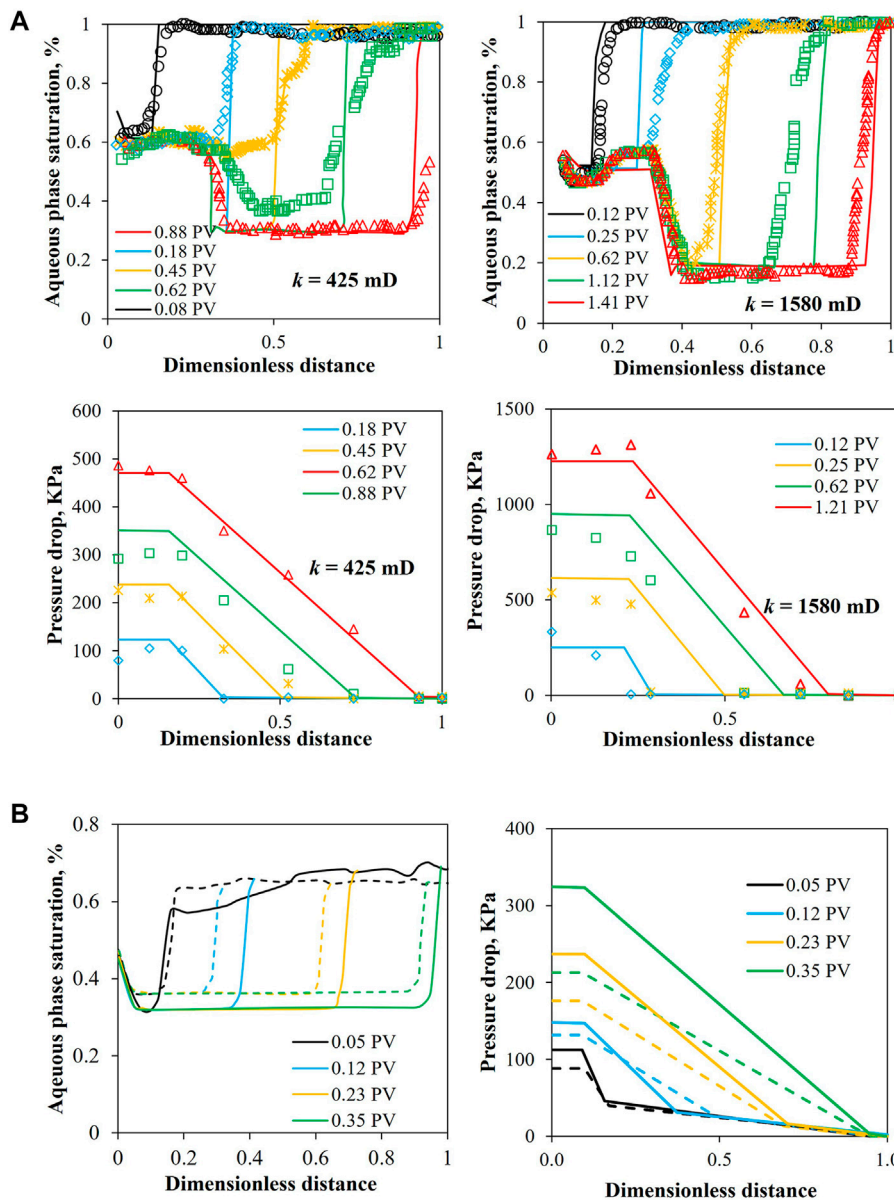 A
Aqueous phase saturation, %
1
0.8
0.6
0.4
0.2
0
0.88 PV
0.18 PV
0.45 PV
0.62 PV
0.08 PV
k = 425 mD
0
0.5
1
Dimensionless distance
Aqueous phase saturation, %
1
0.8
0.6
0.4
0.2
0
0.12 PV
0.25 PV
0.62 PV
1.12 PV
1.41 PV
k = 1580 mD
0
0.2
0.4
0.6
0.8
1
Dimensionless distance
Pressure drop, KPa
600
500
400
300
200
100
0
0.18 PV
0.45 PV
0.62 PV
0.88 PV
k = 425 mD
0
0.5
1
Dimensionless distance
Pressure drop, KPa
1500
1000
500
0
0.12 PV
0.25 PV
0.62 PV
1.21 PV
k = 1580 mD
0
0.5
Dimensionless distance
B
Aqeuous phase saturation, %
0.8
0.6
0.4
0.2
0
0.05 PV
0.12 PV
0.23 PV
0.35 PV
0
0.2
0.4
0.6
0.8
1
Dimensionless distance
Pressure drop, KPa
400
300
200
100
0
0.05 PV
0.12 PV
0.23 PV
0.35 PV
0.0
0.5
1.0
Dimensionless distance